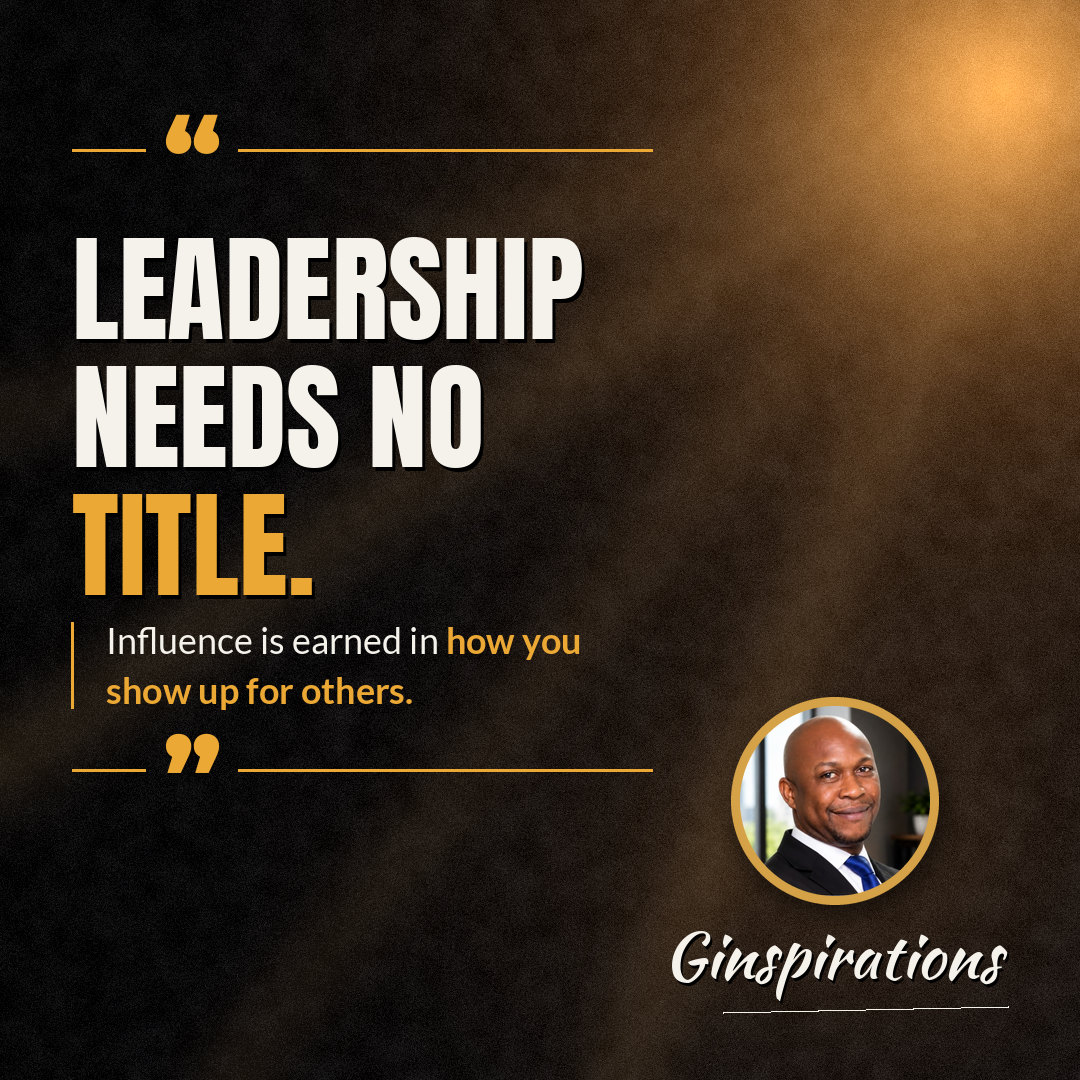 “
LEADERSHIP
NEEDS NO
TITLE.
Influence is earned in how you
show up for others.
”
Ginspirations